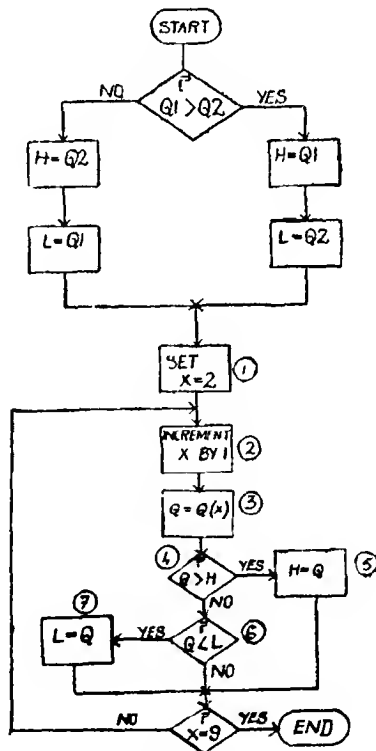 START
NO
YES
Q1>Q2
H=Q2
H=Q1
L=Q1
L=Q2
SET
X=2
①
INCREMENT
X BY 1
②
Q=Q(x)
③
④
Q>H
YES
H=Q
⑤
NO
⑦
L=Q
YES
Q<L
⑥
NO
NO
X=9
YES
END